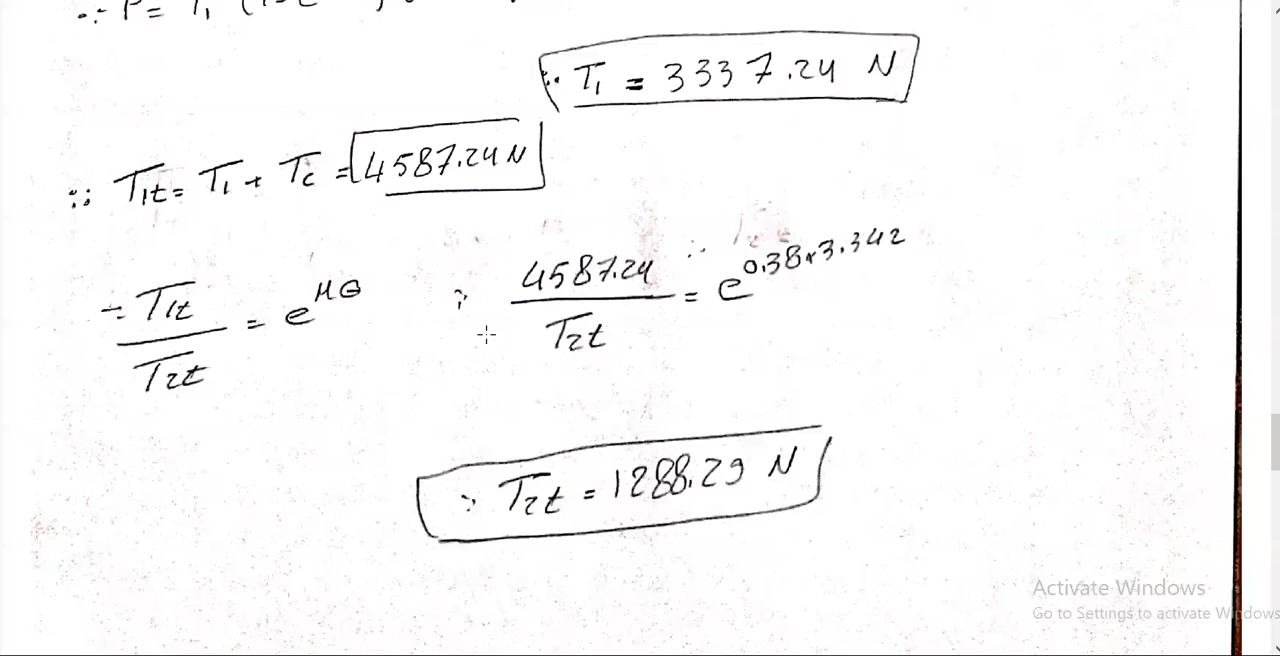 ∴ T₁ = 3337.24 N
∵ T₁t = T₁ + Tc = 4587.24 N
∴ T₁t / T₂t = e^μθ ∴ 4587.24 / T₂t = e^0.38×3.342
∴ T₂t = 1288.29 N
Activate Windows
Go to Settings to activate Windows